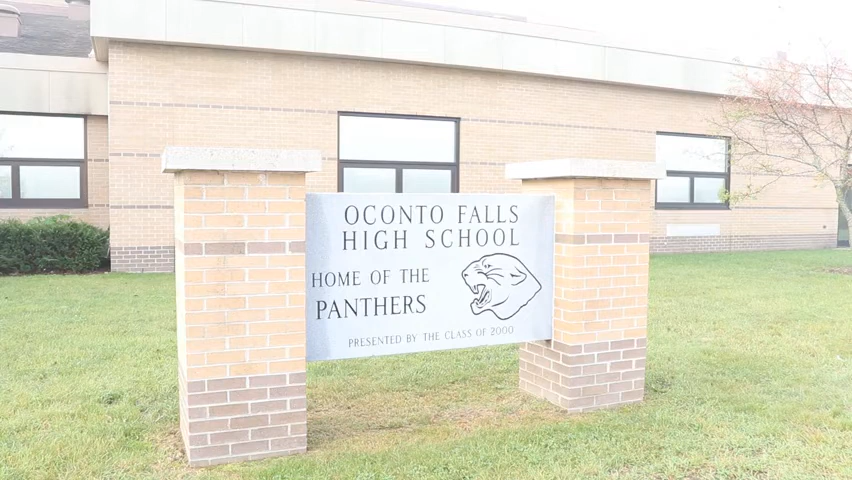 OCONTO FALLS
HIGH SCHOOL
HOME OF THE
PANTHERS
PRESENTED BY THE CLASS OF 2000